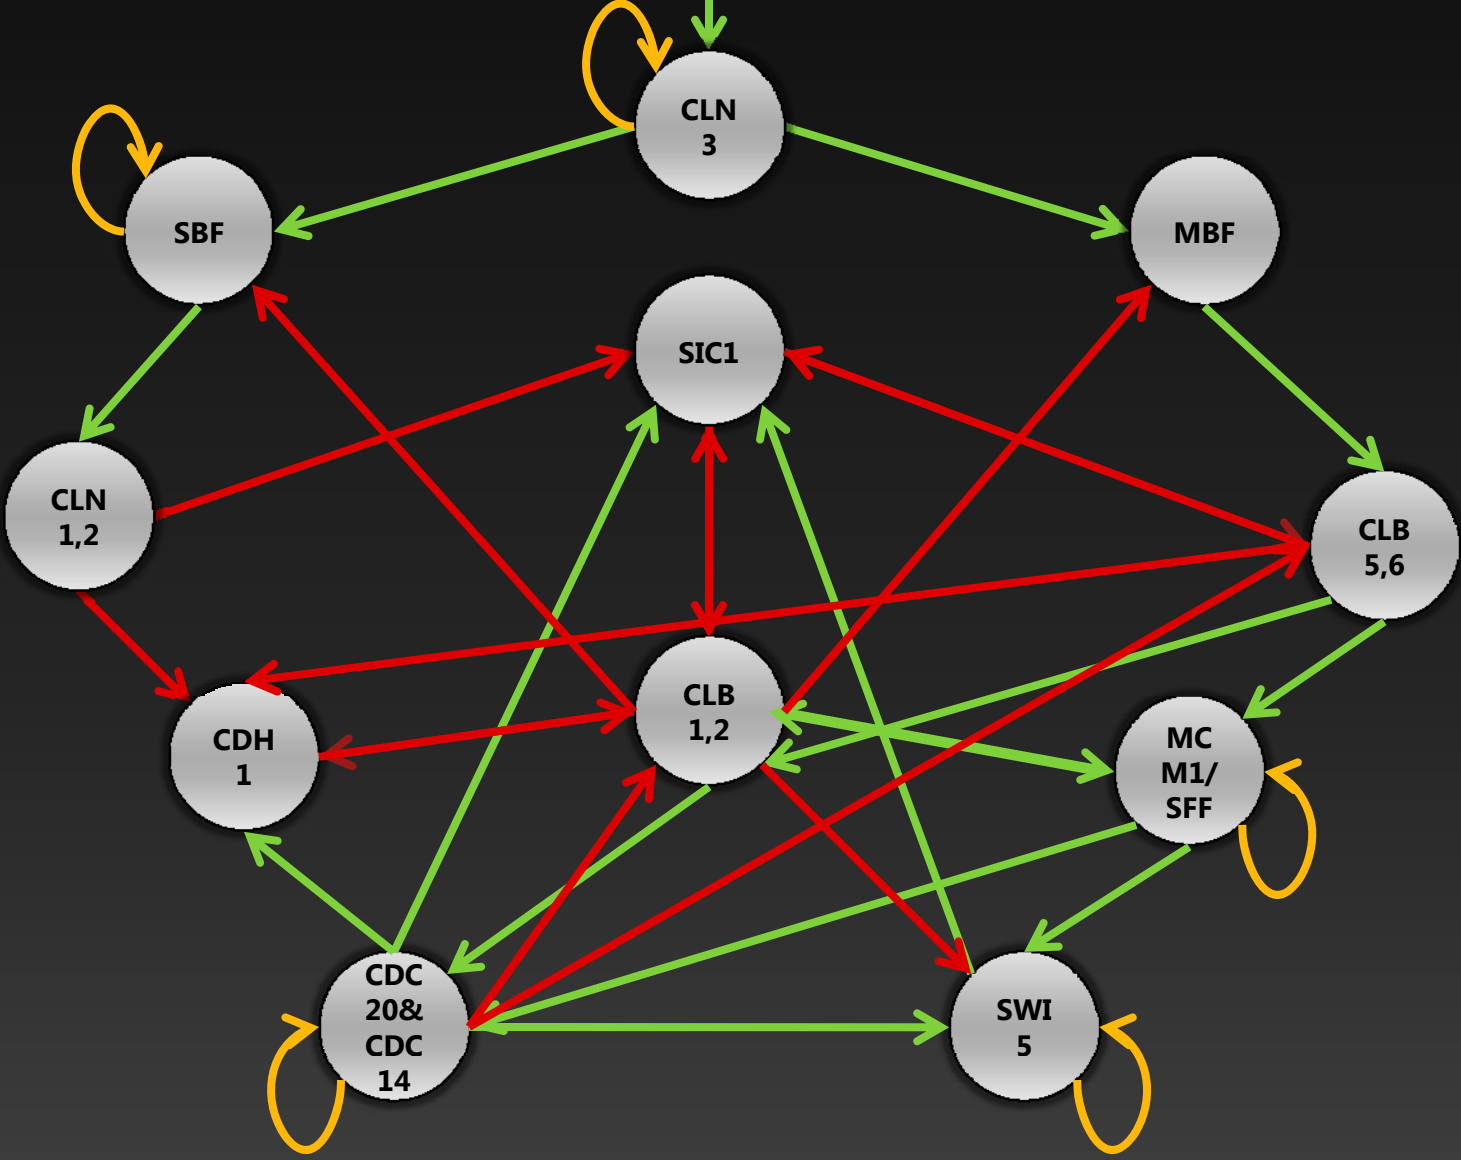 CLN
3
SBF
MBF
SIC1
CLN
1,2
CLB
5,6
CLB
1,2
CDH
1
MC
M1/
SFF
CDC
20&
CDC
14
SWI
5